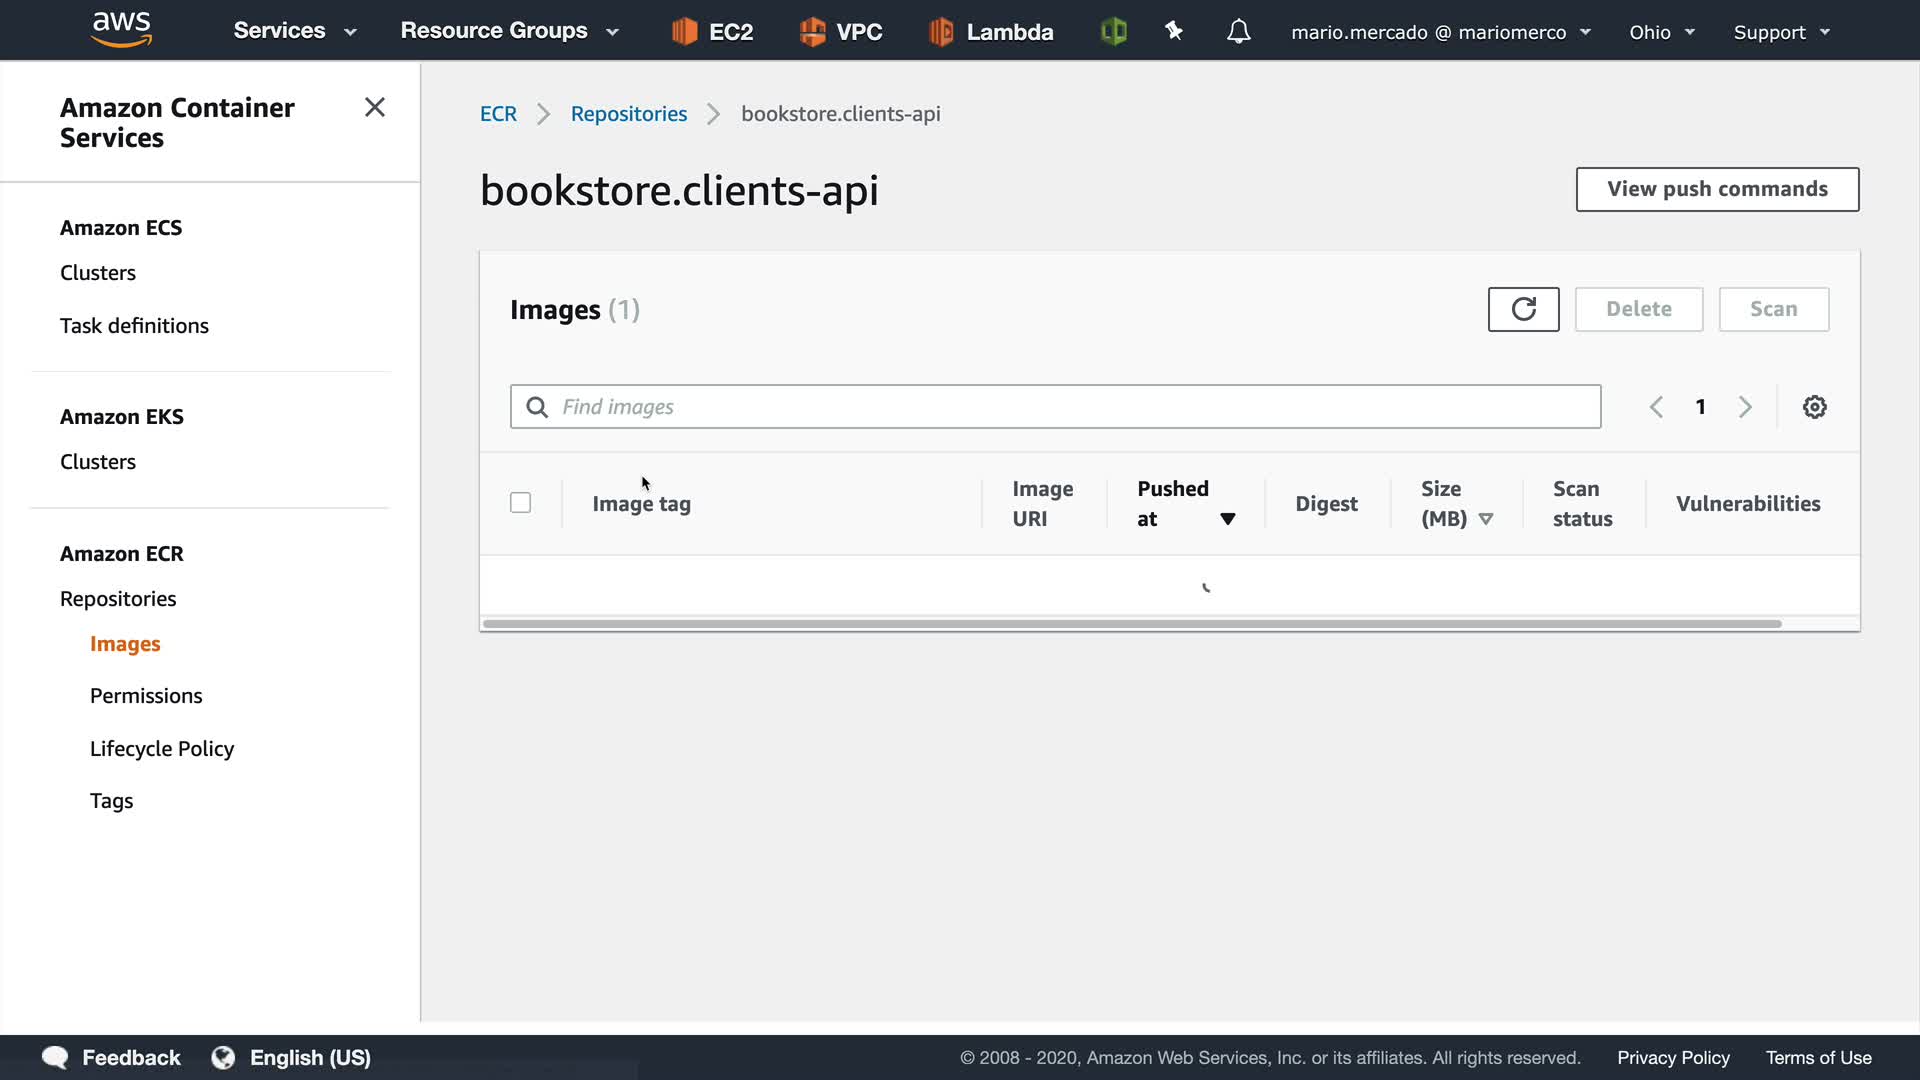 aws
Services
Resource Groups
EC2
VPC
Lambda
mario.mercado @ mariomerco
Ohio
Support
Amazon Container
Services
Amazon ECS
Clusters
Task definitions
Amazon EKS
Clusters
Amazon ECR
Repositories
Images
Permissions
Lifecycle Policy
Tags
ECR
Repositories
bookstore.clients-api
bookstore.clients-api
View push commands
Images (1)
Delete
Scan
Find images
1
Image tag
Image
URI
Pushed
at
Digest
Size
(MB)
Scan
status
Vulnerabilities
Feedback
English (US)
© 2008 - 2020, Amazon Web Services, Inc. or its affiliates. All rights reserved.
Privacy Policy
Terms of Use